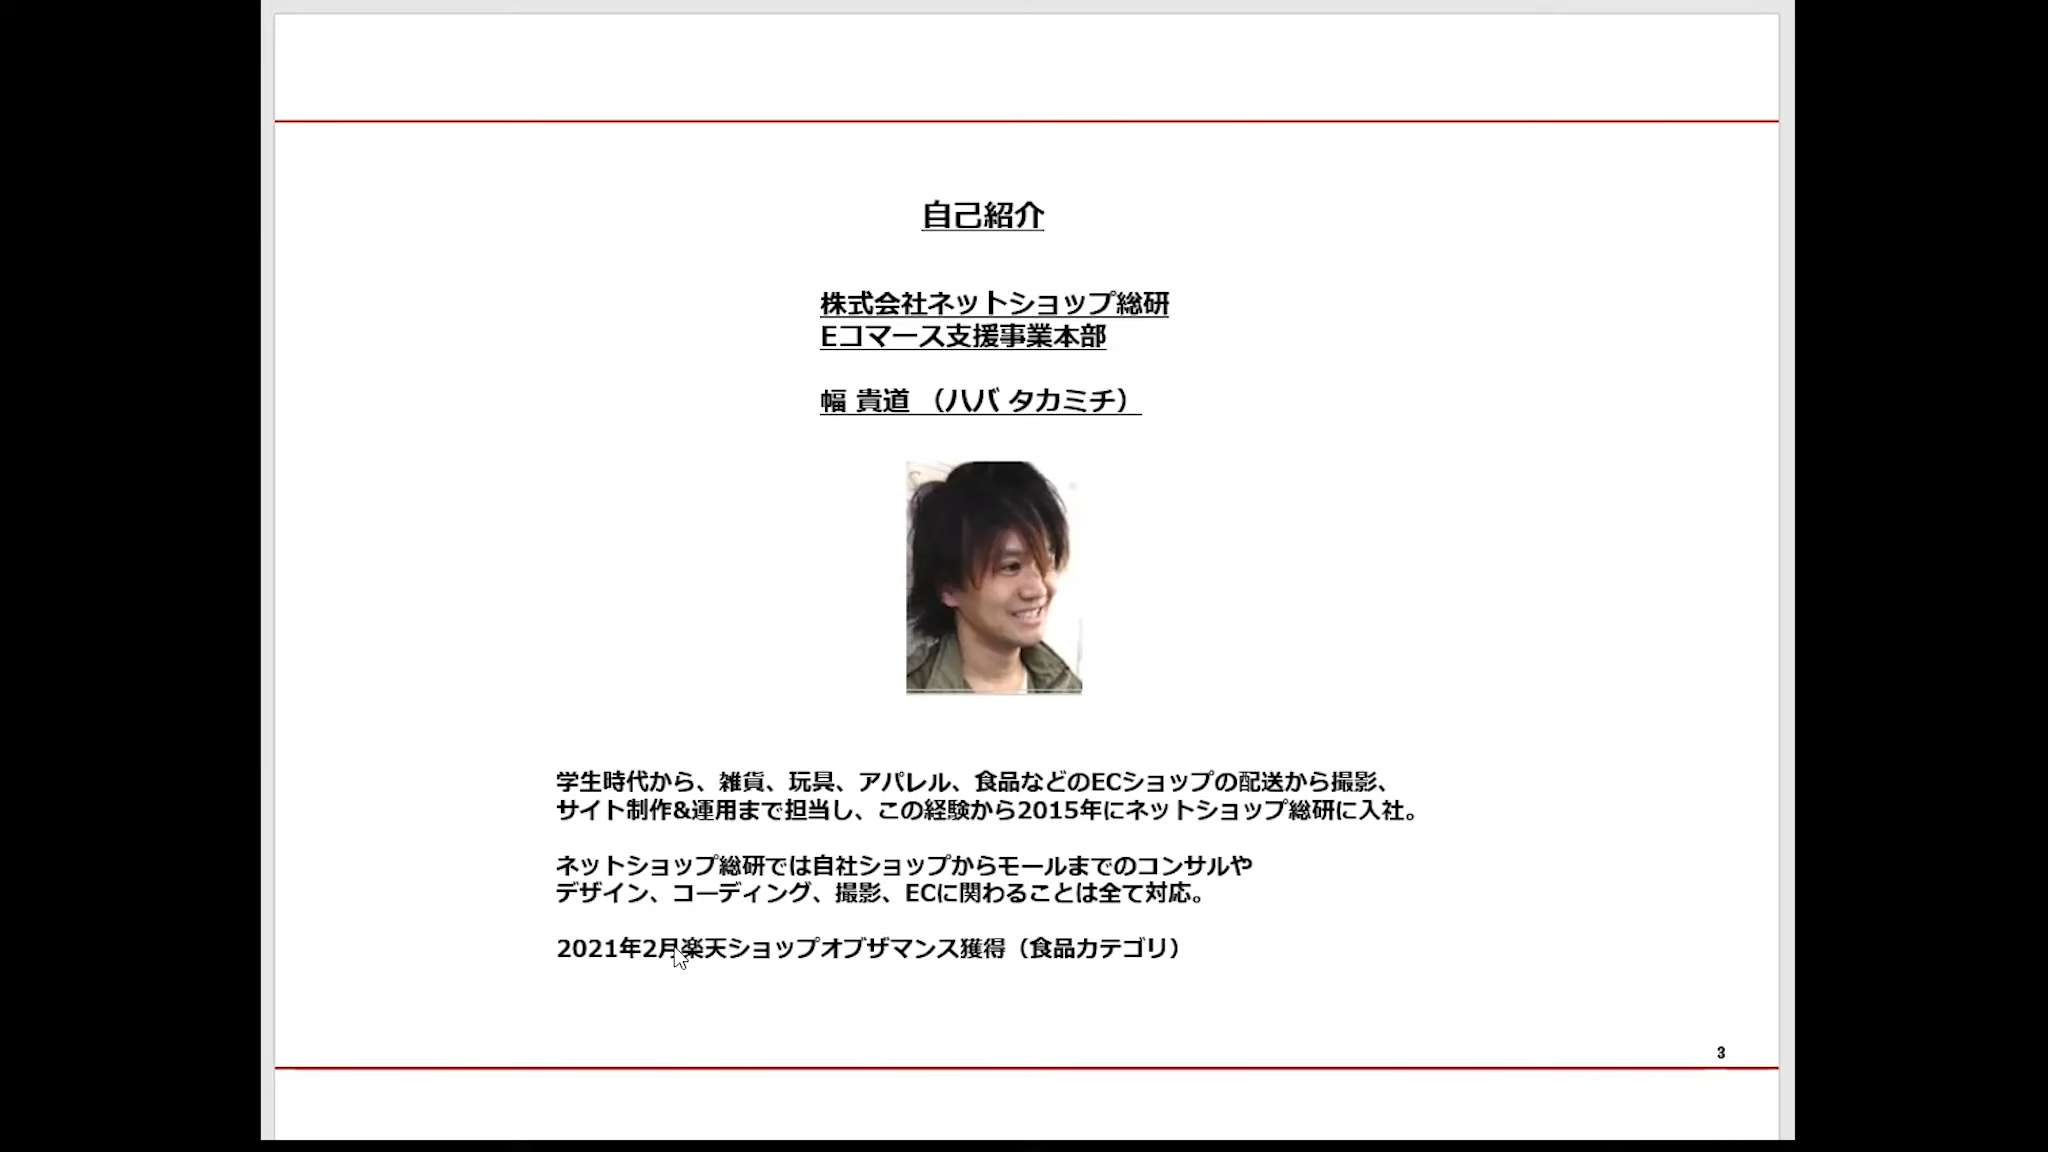 自己紹介
株式会社ネットショップ総研
Eコマース支援事業本部
幅 貴道 （ハバ タカミチ）
学生時代から、雑貨、玩具、アパレル、食品などのECショップの配送から撮影、
サイト制作&運用まで担当し、この経験から2015年にネットショップ総研に入社。
ネットショップ総研では自社ショップからモールまでのコンサルや
デザイン、コーディング、撮影、ECに関わることは全て対応。
2021年2月楽天ショップオブザマンス獲得（食品カテゴリ）
3